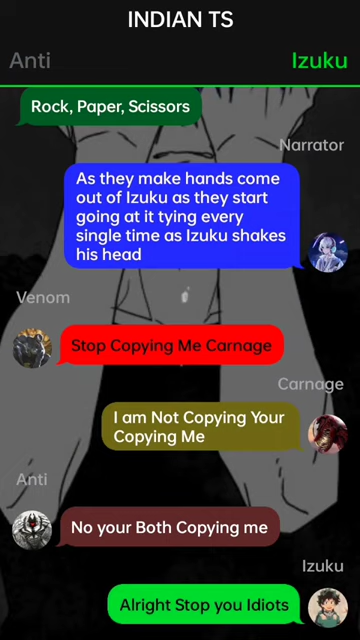 INDIAN TS
Anti
Izuku
Rock, Paper, Scissors
Narrator
As they make hands come
out of Izuku as they start
going at it tying every
single time as Izuku shakes
his head
Venom
Stop Copying Me Carnage
Carnage
I am Not Copying Your
Copying Me
Anti
No your Both Copying me
Izuku
Alright Stop you Idiots